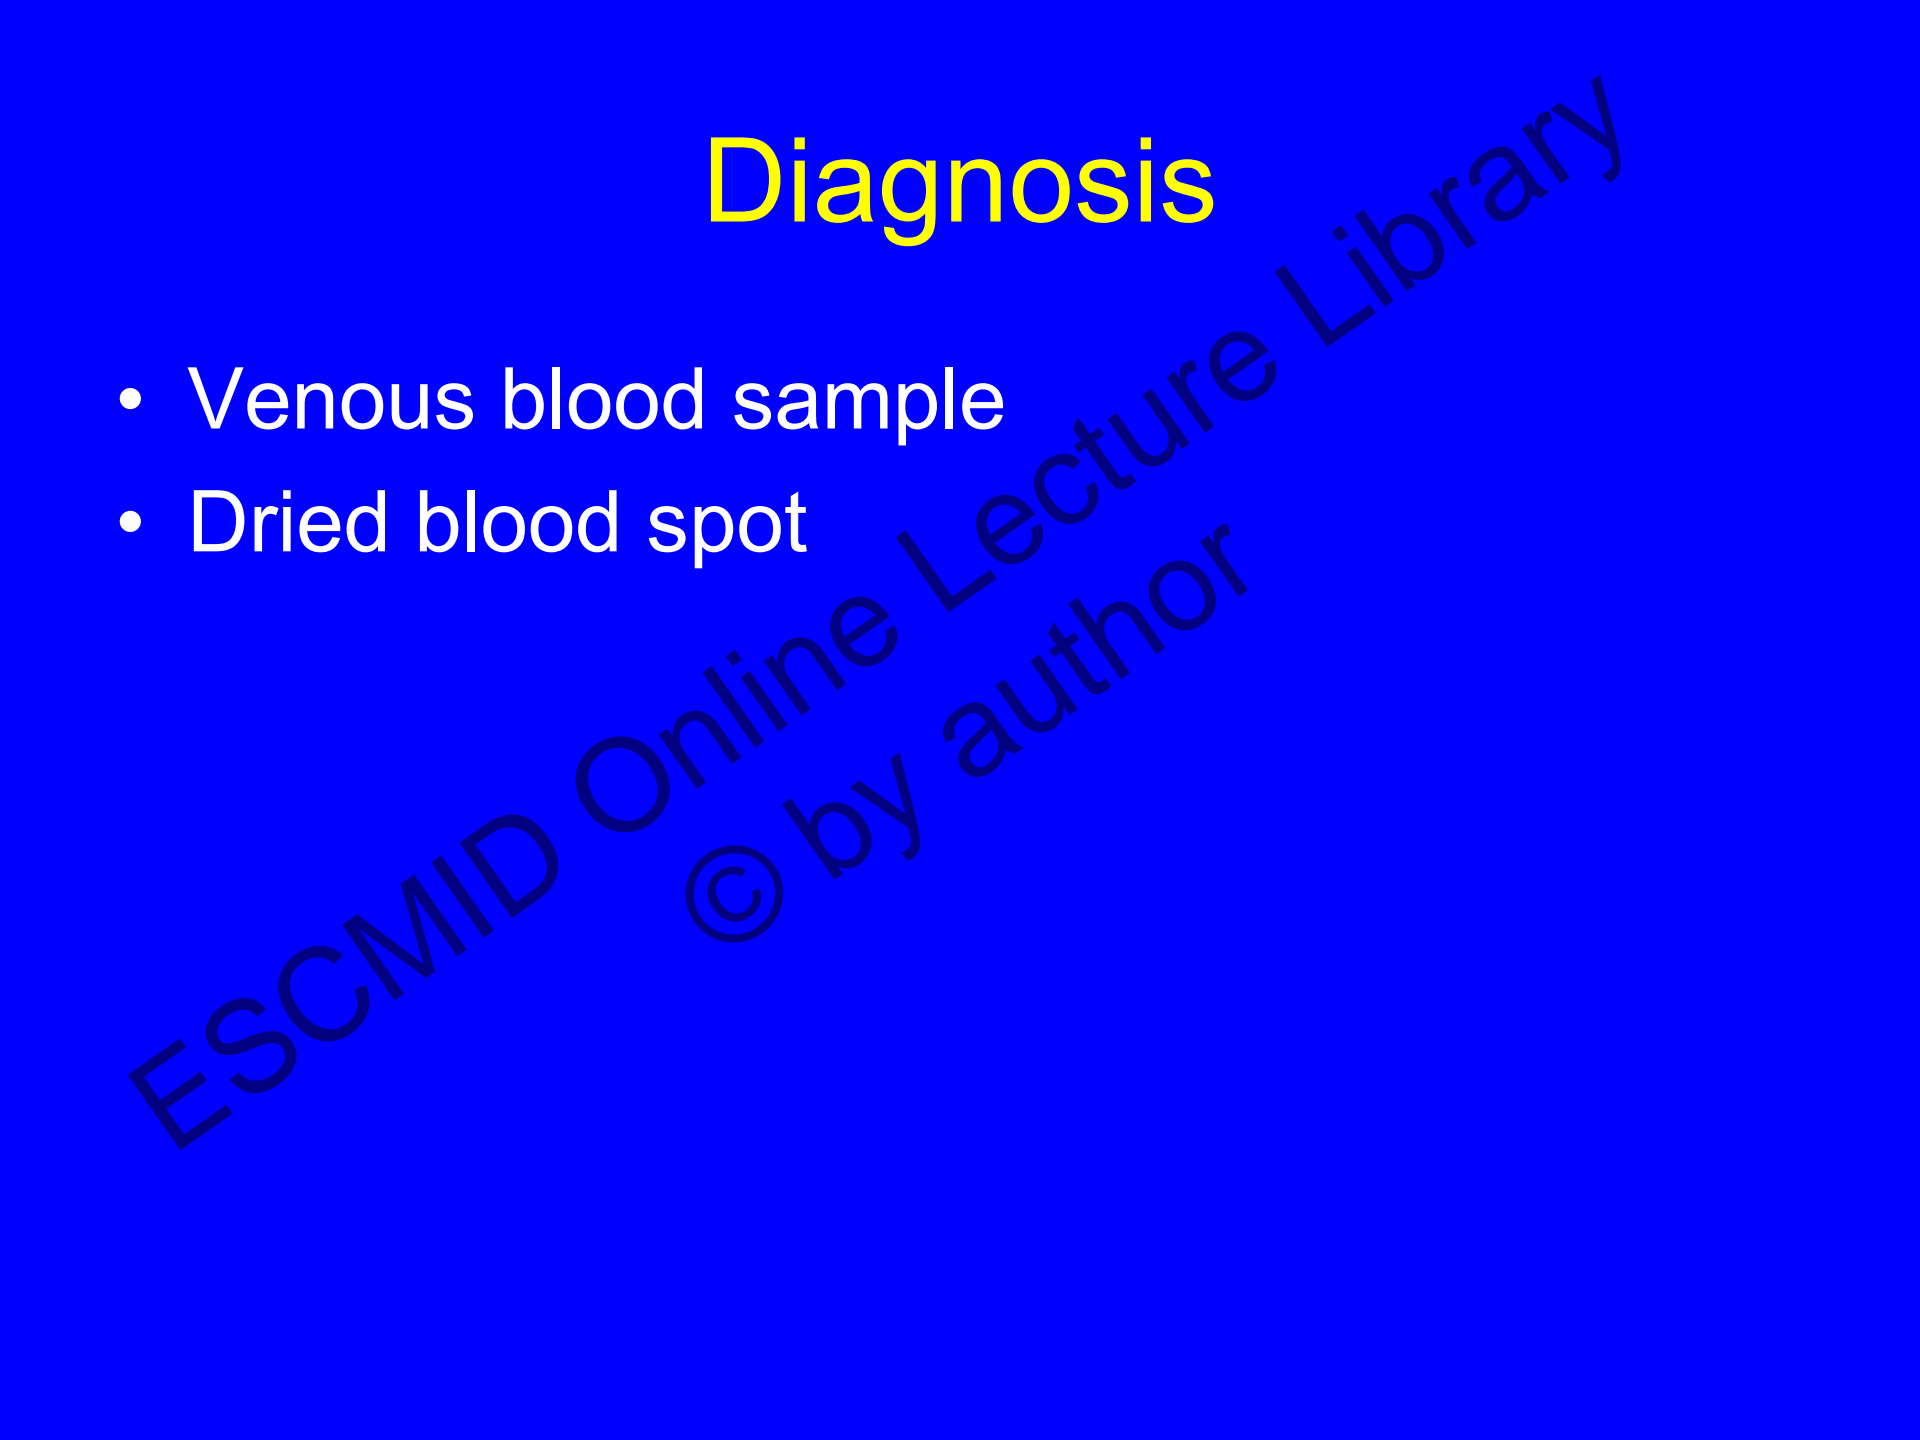 Diagnosis
• Venous blood sample
• Dried blood spot
ESCMID Online Lecture Library
© by author